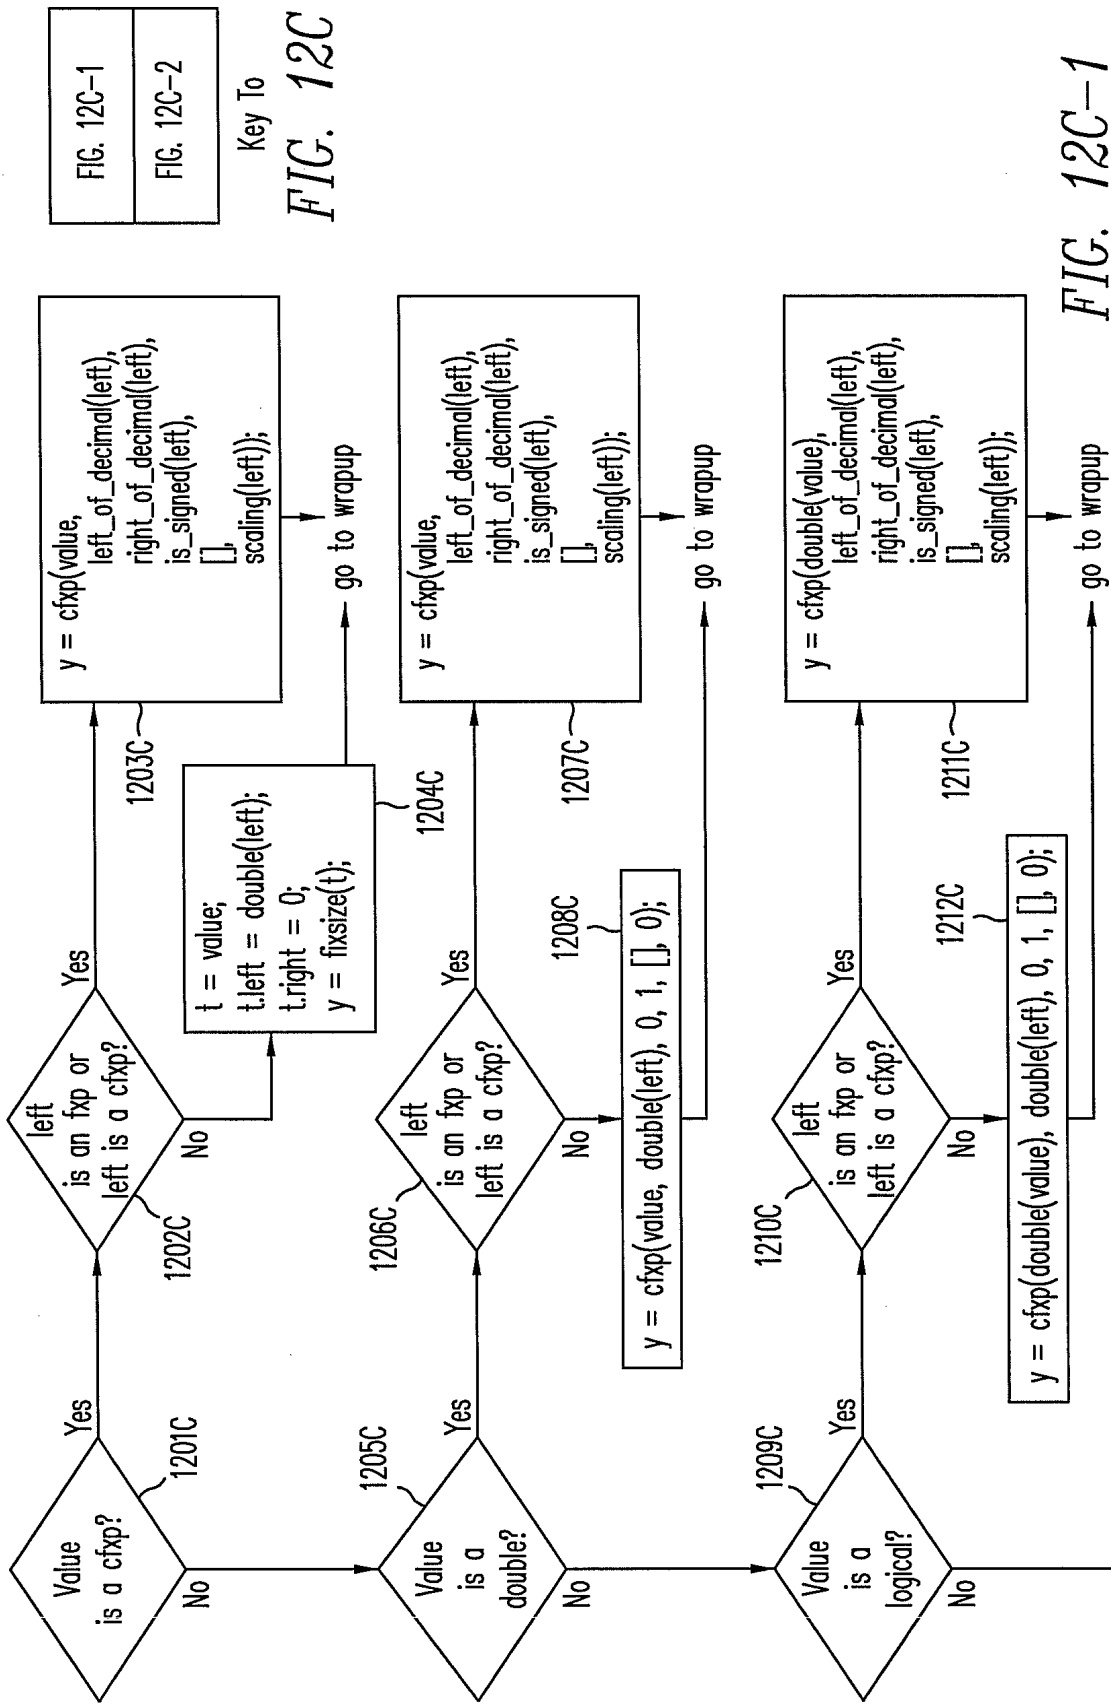 FIG. 12C-1
FIG. 12C-2
Key To
FIG. 12C
Value
is a cfxp?
1201C
Yes
No
left
is an fxp or
left is a cfxp?
1202C
Yes
No
y = cfxp(value,
left_of_decimal(left),
right_of_decimal(left),
is_signed(left),
[],
scaling(left));
1203C
t = value;
t.left = double(left);
t.right = 0;
y = fixsize(t);
1204C
go to wrapup
Value
is a
double?
1205C
Yes
No
left
is an fxp or
left is a cfxp?
1206C
Yes
No
y = cfxp(value,
left_of_decimal(left),
right_of_decimal(left),
is_signed(left),
[],
scaling(left));
1207C
y = cfxp(value, double(left), 0, 1, [], 0);
1208C
go to wrapup
Value
is a
logical?
1209C
Yes
No
left
is an fxp or
left is a cfxp?
1210C
Yes
No
y = cfxp(double(value),
left_of_decimal(left),
right_of_decimal(left),
is_signed(left),
[],
scaling(left));
1211C
y = cfxp(double(value), double(left), 0, 1, [], 0);
1212C
go to wrapup
FIG. 12C-1